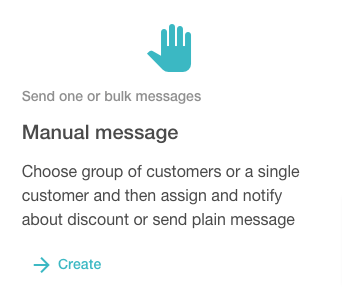 Send one or bulk messages
Manual message
Choose group of customers or a single
customer and then assign and notify
about discount or send plain message
Create